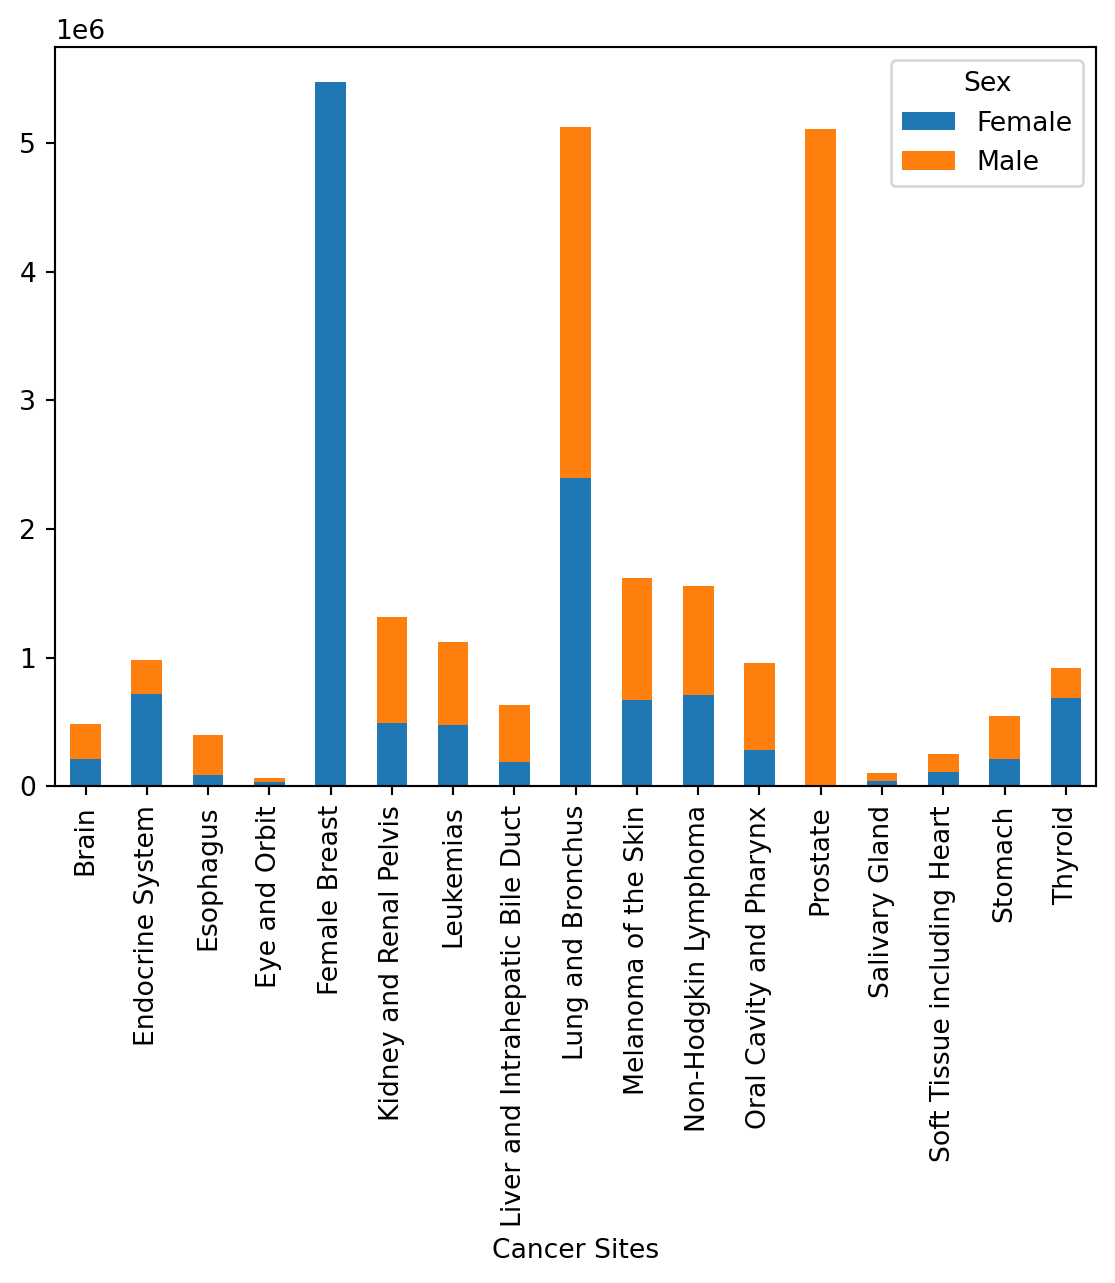 1e6
Sex
Female
Male
5
4
3
2
1
0
Brain
Endocrine System
Esophagus
Eye and Orbit
Female Breast
Kidney and Renal Pelvis
Leukemias
Liver and Intrahepatic Bile Duct
Lung and Bronchus
Melanoma of the Skin
Non-Hodgkin Lymphoma
Oral Cavity and Pharynx
Prostate
Salivary Gland
Soft Tissue including Heart
Stomach
Thyroid
Cancer Sites